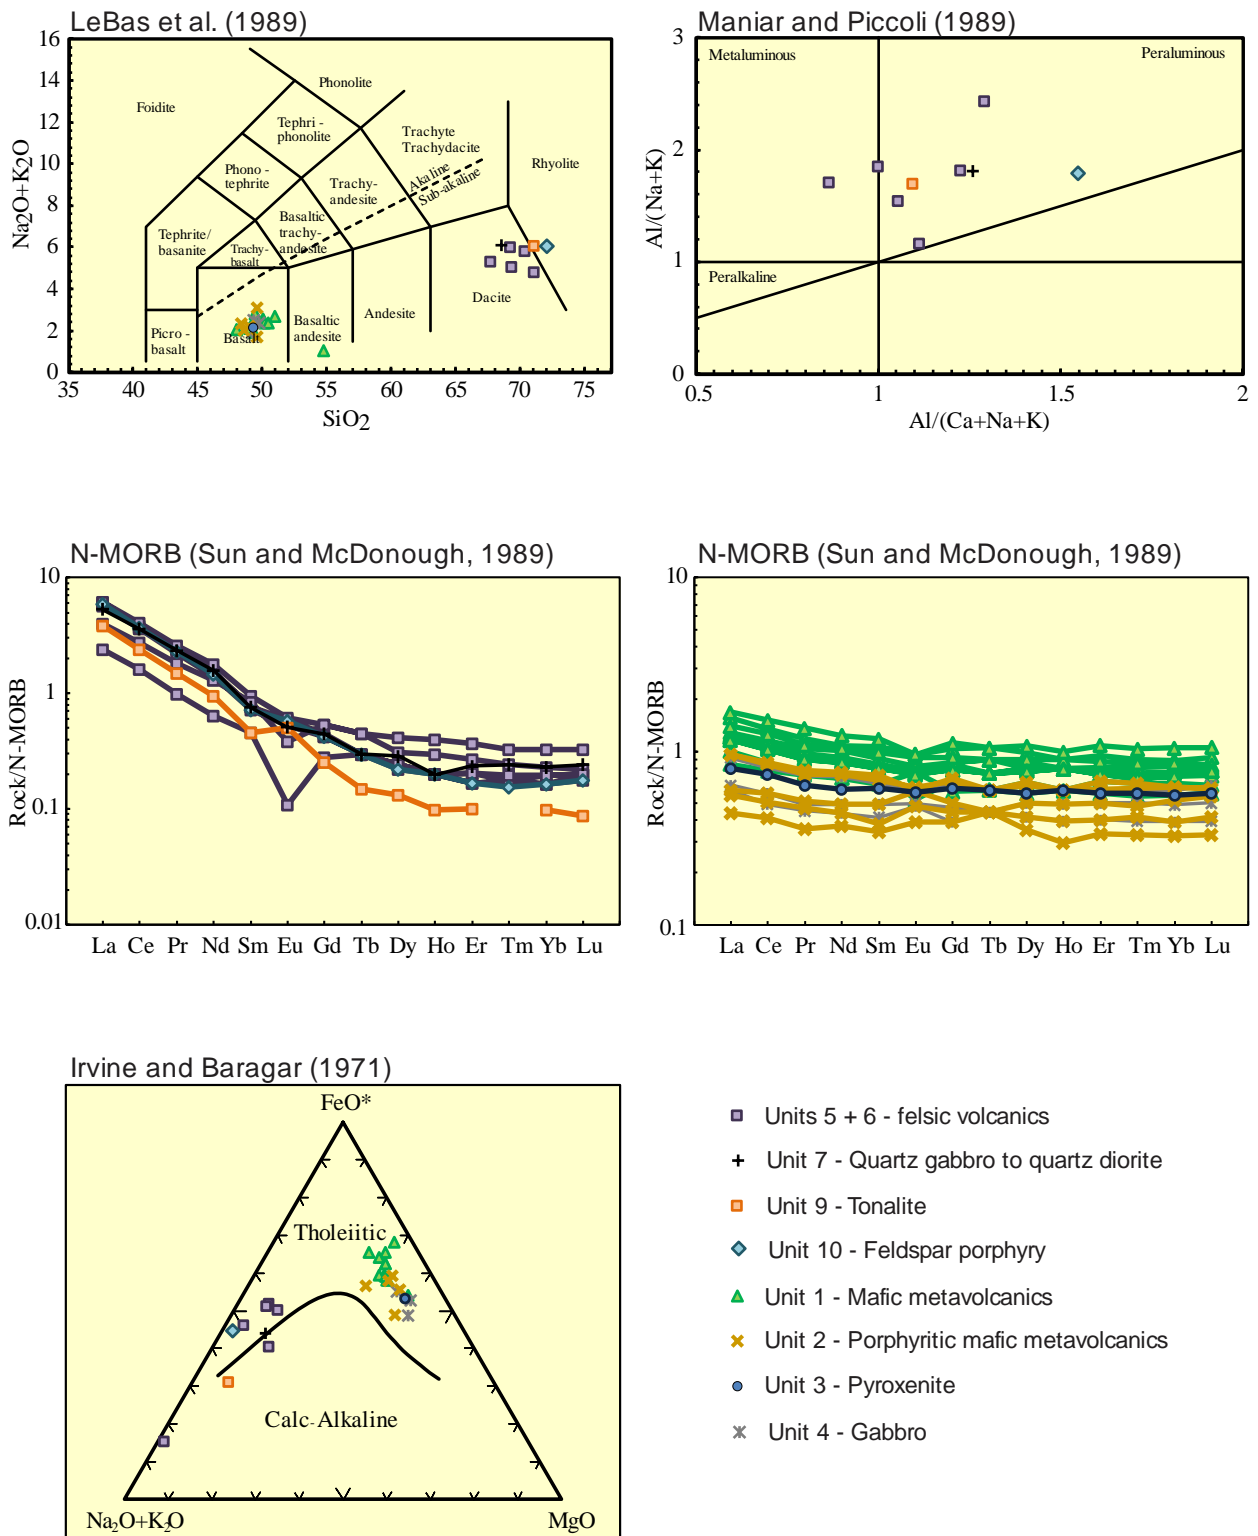 LeBas et al. (1989)
16
14
12
10
8
6
4
2
0
Na2O+K2O
Foidite
Phonolite
Tephri -
phonolite
Trachyte
Trachydacite
Rhyolite
Phono -
tephrite
Trachy-
andesite
Akaline
Sub-akaline
Tephrite/
basanite
Trachy-
basalt
Basaltic
trachy-
andesite
Picro -
basalt
Basalt
Basaltic
andesite
Andesite
Dacite
35 40 45 50 55 60 65 70 75
SiO2
Maniar and Piccoli (1989)
3
2
1
0
Al/(Na+K)
Metaluminous
Peraluminous
Peralkaline
0.5 1 1.5 2
Al/(Ca+Na+K)
N-MORB (Sun and McDonough, 1989)
10
1
0.1
0.01
Rock/N-MORB
La Ce Pr Nd Sm Eu Gd Tb Dy Ho Er Tm Yb Lu
N-MORB (Sun and McDonough, 1989)
10
1
0.1
Rock/N-MORB
La Ce Pr Nd Sm Eu Gd Tb Dy Ho Er Tm Yb Lu
Irvine and Baragar (1971)
FeO*
Tholeiitic
Calc-Alkaline
Na2O+K2O
MgO
Units 5 + 6 - felsic volcanics
Unit 7 - Quartz gabbro to quartz diorite
Unit 9 - Tonalite
Unit 10 - Feldspar porphyry
Unit 1 - Mafic metavolcanics
Unit 2 - Porphyritic mafic metavolcanics
Unit 3 - Pyroxenite
Unit 4 - Gabbro